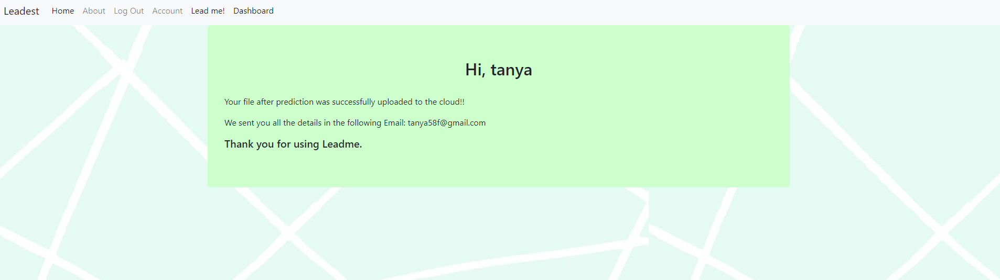 Leadest Home About Log Out Account Lead me! Dashboard
Hi, tanya
Your file after prediction was successfully uploaded to the cloud!!
We sent you all the details in the following Email: tanya58f@gmail.com
Thank you for using Leadme.